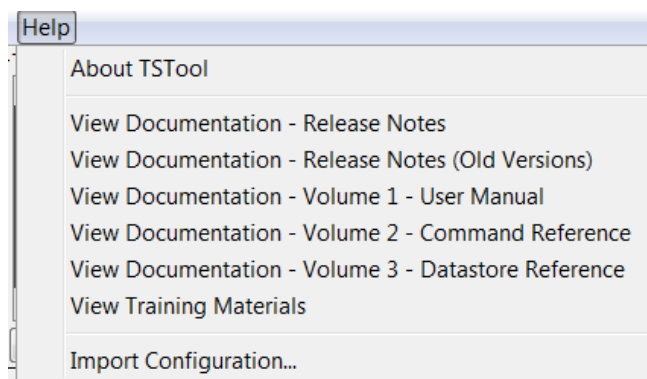 Help
About TSTool
View Documentation - Release Notes
View Documentation - Release Notes (Old Versions)
View Documentation - Volume 1 - User Manual
View Documentation - Volume 2 - Command Reference
View Documentation - Volume 3 - Datastore Reference
View Training Materials
Import Configuration...